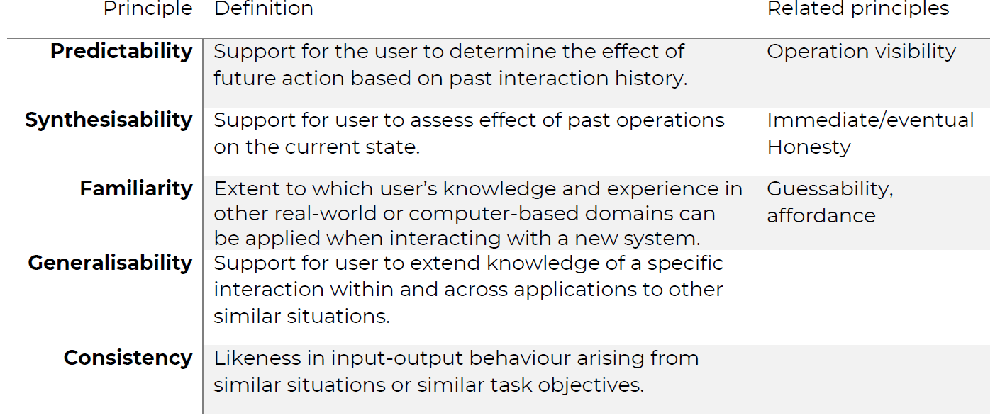 Principle Definition Related principles
Predictability Support for the user to determine the effect of Operation visibility
future action based on past interaction history.
Synthesisability Support for user to assess effect of past operations Immediate/eventual
on the current state. Honesty
Familiarity Extent to which user’s knowledge and experience in Guessability,
other real-world or computer-based domains can affordance
be applied when interacting with a new system.
Generalisability Support for user to extend knowledge of a specific
interaction within and across applications to other
similar situations.
Consistency Likeness in input-output behaviour arising from
similar situations or similar task objectives.